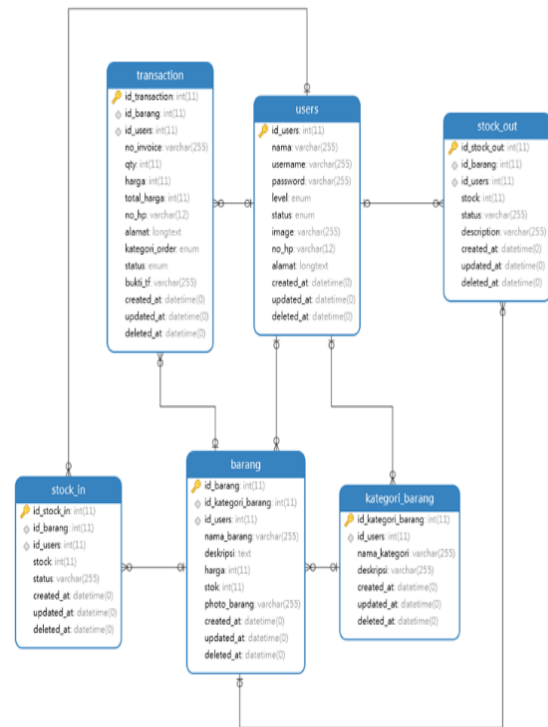 transaction
id_transaction: int(11)
id_barang: int(11)
id_users: int(11)
no_invoice: varchar(255)
qty: int(11)
harga: int(11)
total_harga: int(11)
no_hp: varchar(12)
alamat: longtext
kategori_order: enum
status: enum
bukti_tf: varchar(255)
created_at: datetime(0)
updated_at: datetime(0)
deleted_at: datetime(0)
users
id_users: int(11)
nama: varchar(255)
username: varchar(255)
password: varchar(255)
level: enum
status: enum
image: varchar(255)
no_hp: varchar(12)
alamat: longtext
created_at: datetime(0)
updated_at: datetime(0)
deleted_at: datetime(0)
stock_out
id_stock_out: int(11)
id_barang: int(11)
id_users: int(11)
stock: int(11)
status: varchar(255)
description: varchar(255)
created_at: datetime(0)
updated_at: datetime(0)
deleted_at: datetime(0)
stock_in
id_stock_in: int(11)
id_barang: int(11)
id_users: int(11)
stock: int(11)
status: varchar(255)
created_at: datetime(0)
updated_at: datetime(0)
deleted_at: datetime(0)
barang
id_barang: int(11)
id_kategori_barang: int(11)
id_users: int(11)
nama_barang: varchar(255)
deskripsi: text
harga: int(11)
stok: int(11)
photo_barang: varchar(255)
created_at: datetime(0)
updated_at: datetime(0)
deleted_at: datetime(0)
kategori_barang
id_kategori_barang: int(11)
id_users: int(11)
nama_kategori: varchar(255)
deskripsi: varchar(255)
created_at: datetime(0)
updated_at: datetime(0)
deleted_at: datetime(0)